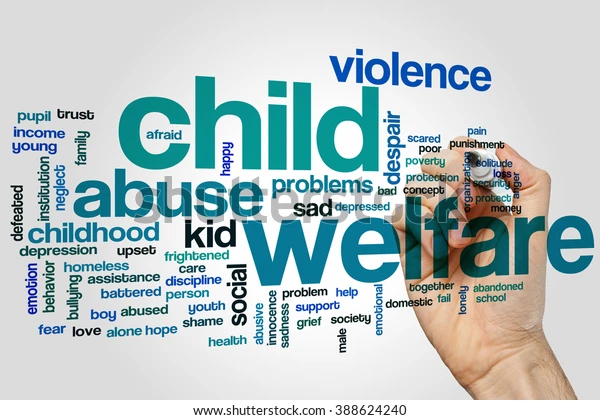 violence
child
pupil trust
income
young
family
afraid
happy
despair
scared
poor
pain
punishment
poverty
protection
solitude
loss
anger
security
organization
concept
protect
money
bad
institution
neglect
abuse
problems
sad
depressed
defeated
childhood
kid
welfare
depression
upset
frightened
emotion
behavior
bullying
homeless
care
assistance
discipline
battered
person
social
boy abused
youth
fear
love
alone hope
shame
health
abusive
innocence
sadness
problem
help
support
grief
society
male
emotional
domestic
together
fail
lonely
abandoned
school
shutterstock
IMAGE ID: 388624240
www.shutterstock.com